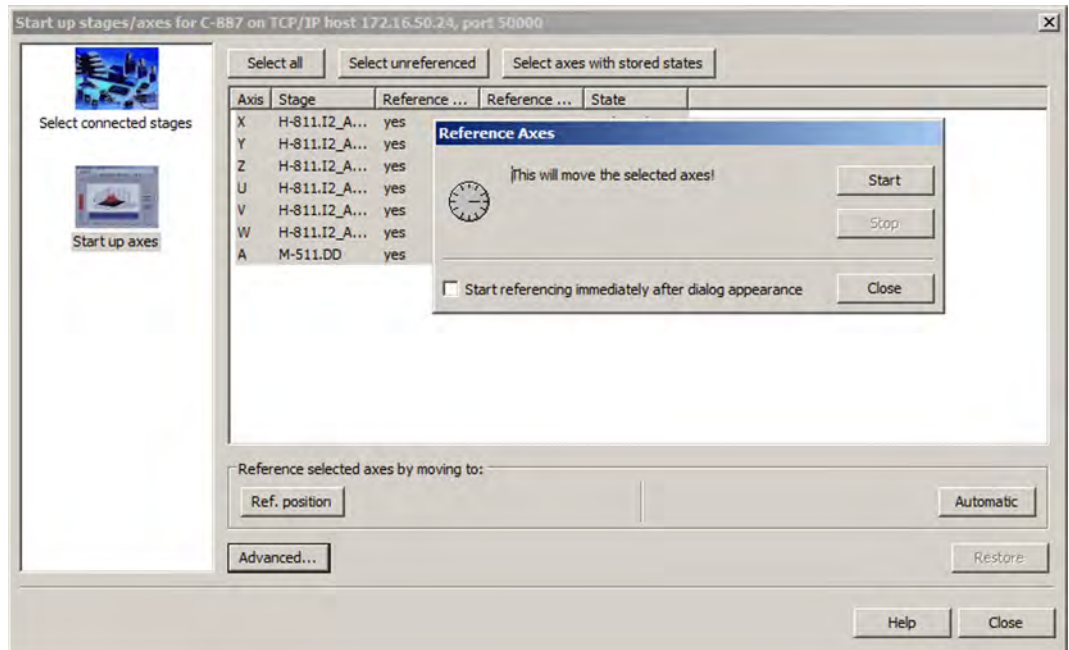 Start up stages/axes for C-887 on TCP/IP host 172.16.50.24, port 50000
Select connected stages
Start up axes
Select all Select unreferenced Select axes with stored states
Axis Stage Reference ... Reference ... State
X H-811.I2_A... yes
Y H-811.I2_A... yes
Z H-811.I2_A... yes
U H-811.I2_A... yes
V H-811.I2_A... yes
W H-811.I2_A... yes
A M-511.DD yes
Reference Axes
This will move the selected axes!
Start
Stop
Start referencing immediately after dialog appearance
Close
Reference selected axes by moving to:
Ref. position Automatic
Advanced... Restore
Help Close